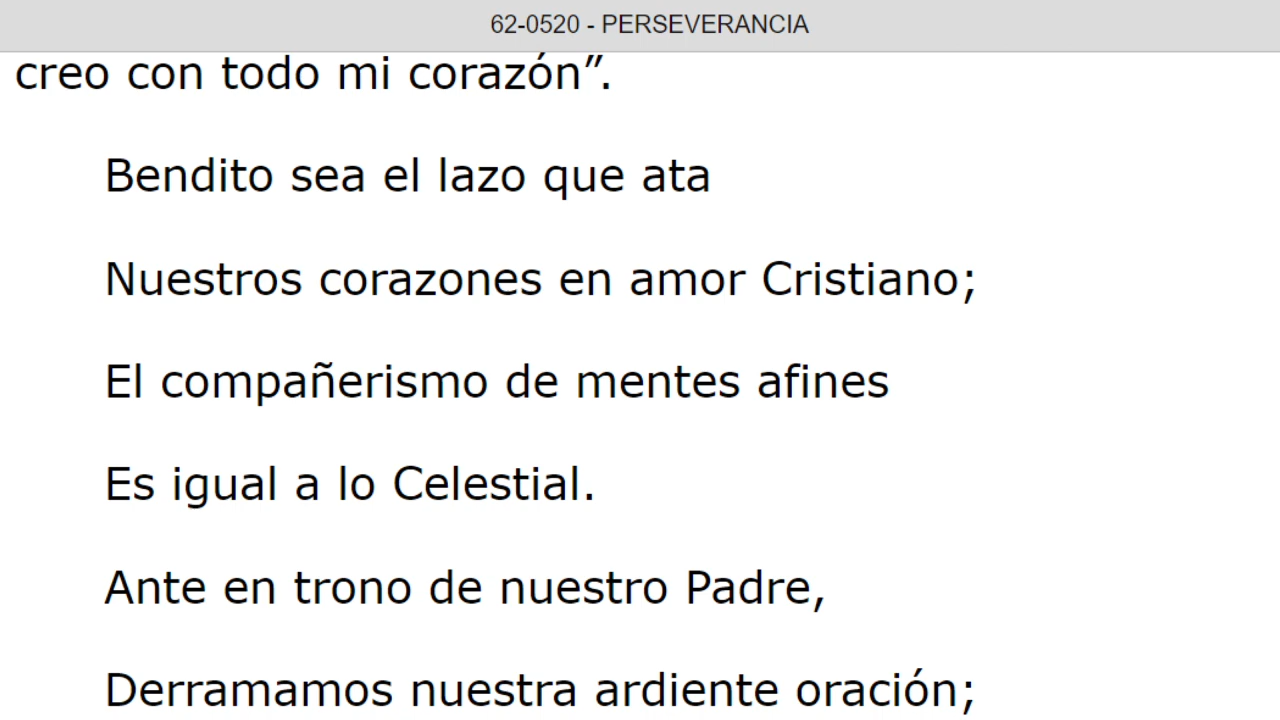 62-0520 - PERSEVERANCIA
creo con todo mi corazón”.
Bendito sea el lazo que ata
Nuestros corazones en amor Cristiano;
El compañerismo de mentes afines
Es igual a lo Celestial.
Ante en trono de nuestro Padre,
Derramamos nuestra ardiente oración;